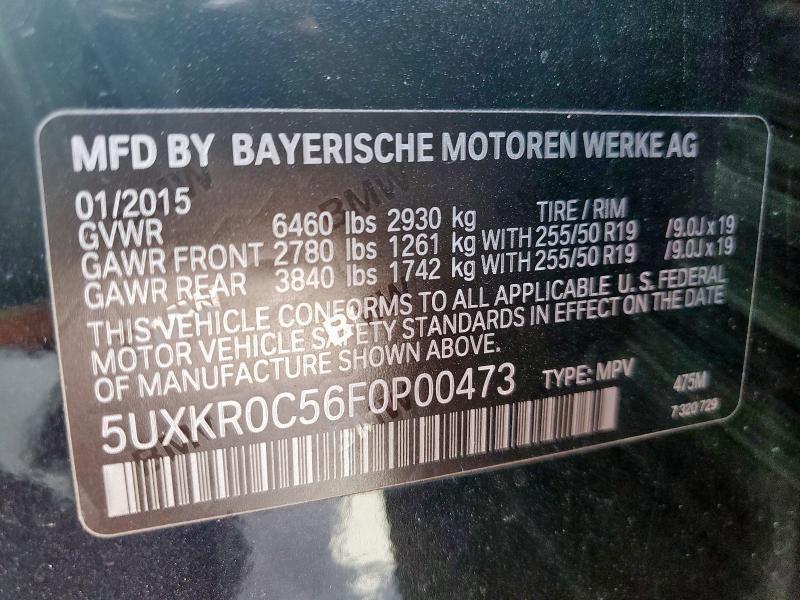 MFD BY BAYERISCHE MOTOREN WERKE AG
01/2015
GVWR 6460 lbs 2930 kg TIRE / RIM
GAWR FRONT 2780 lbs 1261 kg WITH 255/50 R19 /9.0J x 19
GAWR REAR 3840 lbs 1742 kg WITH 255/50 R19 /9.0J x 19
THIS VEHICLE CONFORMS TO ALL APPLICABLE U.S. FEDERAL
MOTOR VEHICLE SAFETY STANDARDS IN EFFECT ON THE DATE
OF MANUFACTURE SHOWN ABOVE.
5UXKR0C56F0P00473 TYPE: MPV 475M
7 320 729